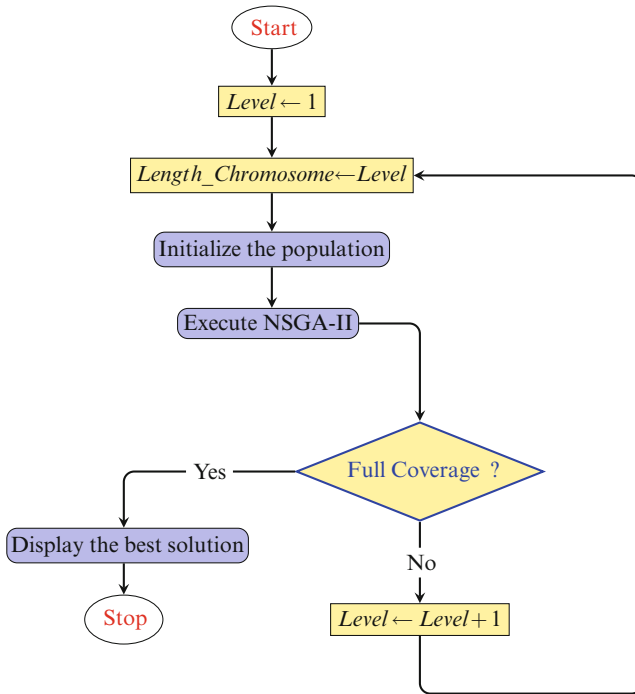 Start
Level ← 1
Length_Chromosome←Level
Initialize the population
Execute NSGA-II
Full Coverage ?
Yes
Display the best solution
No
Stop
Level ← Level + 1